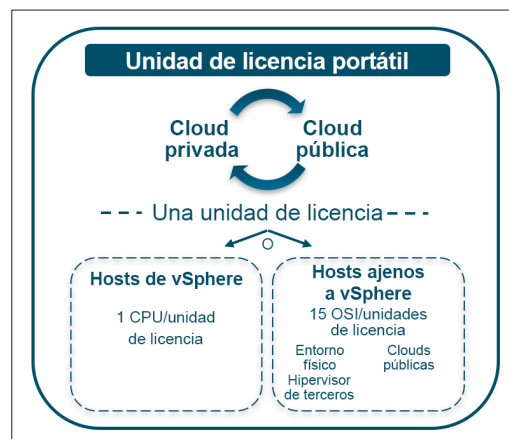 Unidad de licencia portátil
Cloud
privada
Cloud
pública
Una unidad de licencia
O
Hosts de vSphere
1 CPU/unidad
de licencia
Hosts ajenos
a vSphere
15 OSI/unidades
de licencia
Entorno
físico
Hipervisor
de terceros
Clouds
públicas